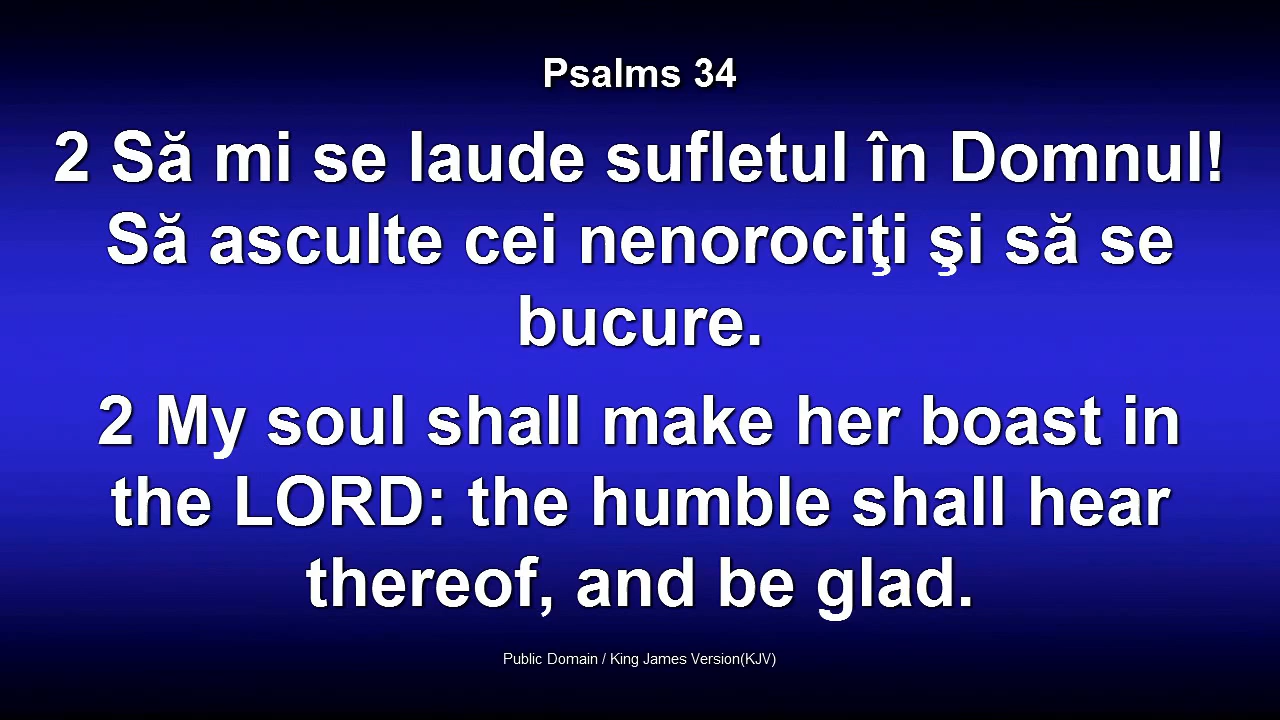 Psalms 34
2 Să mi se laude sufletul în Domnul!
Să asculte cei nenorociţi şi să se
bucure.
2 My soul shall make her boast in
the LORD: the humble shall hear
thereof, and be glad.
Public Domain / King James Version(KJV)